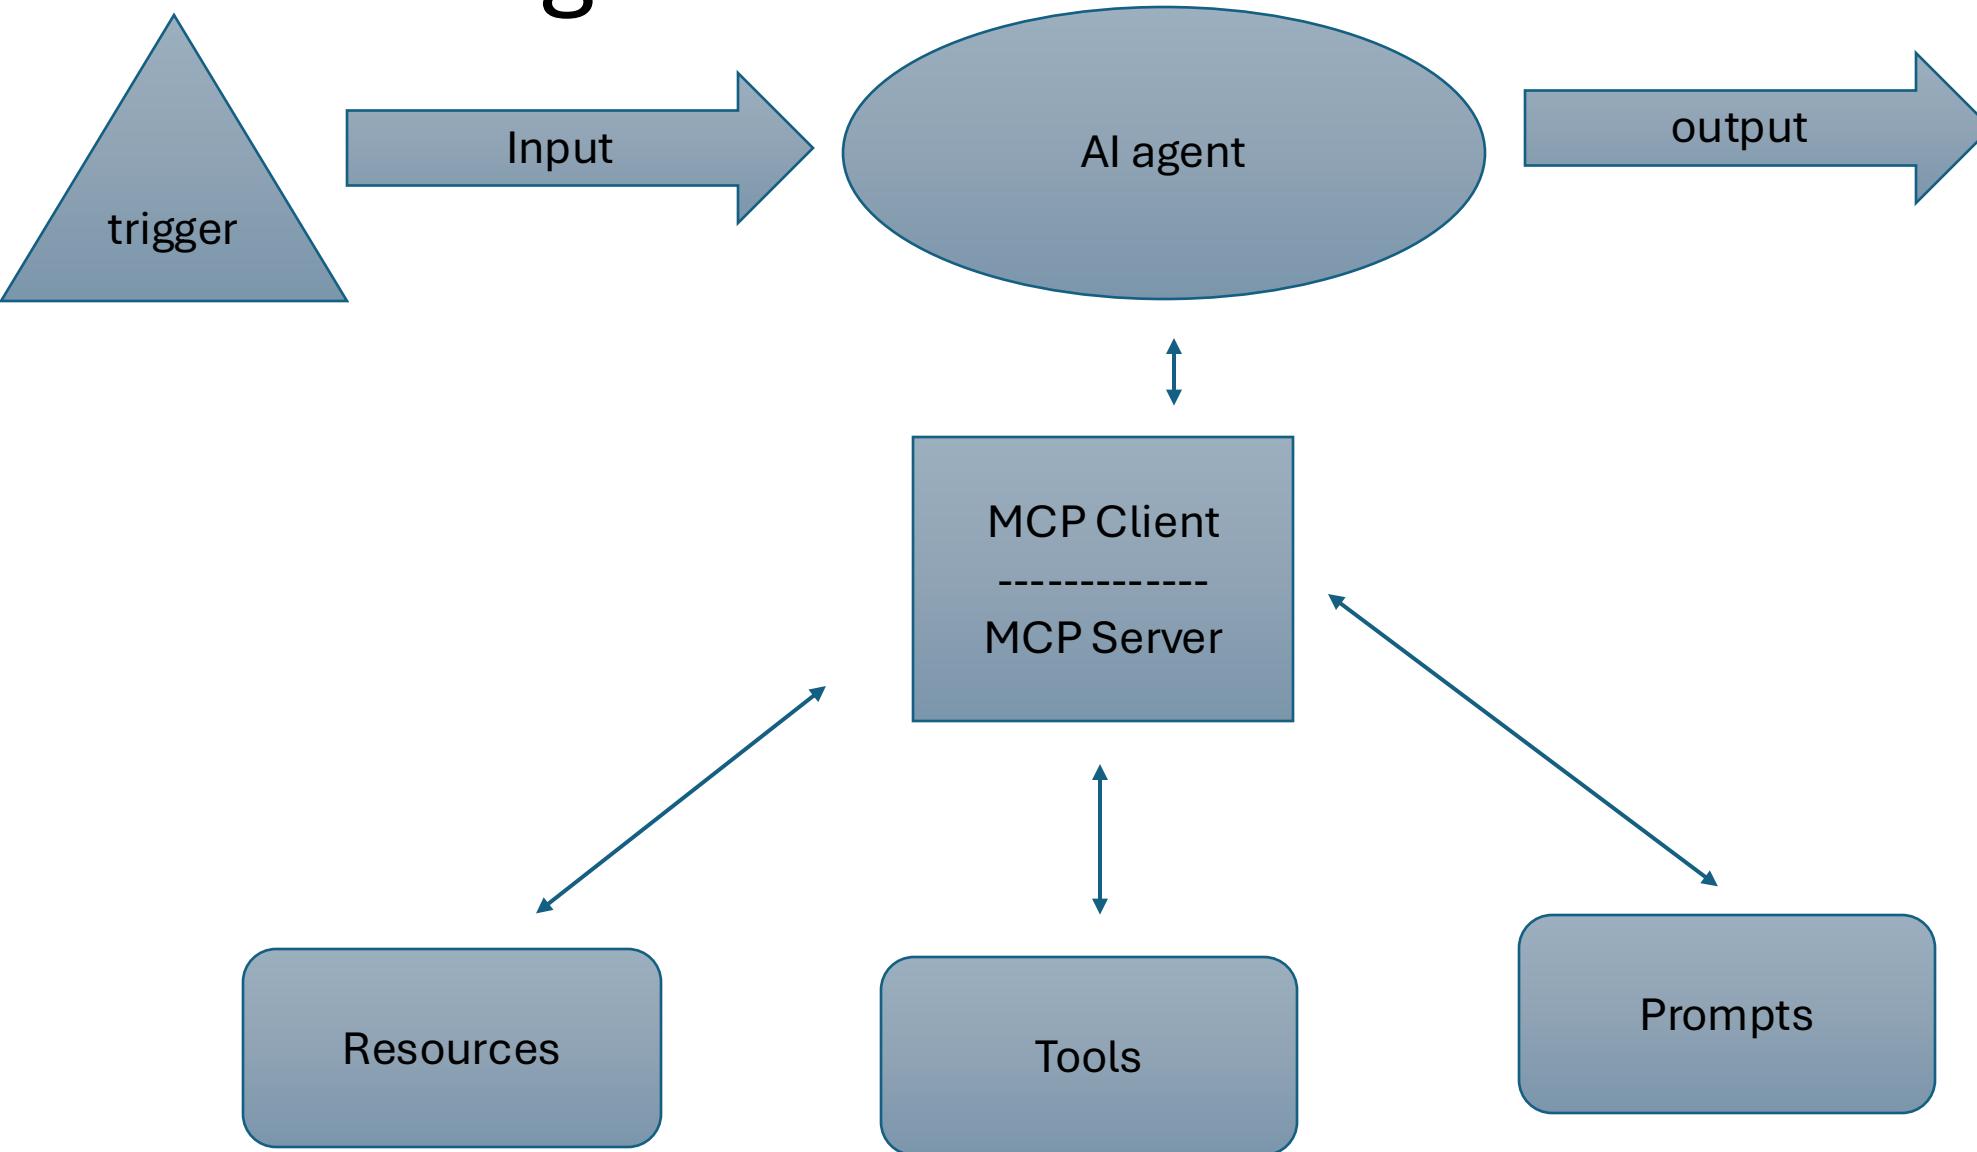 trigger
Input
AI agent
output
MCP Client
-------------
MCP Server
Resources
Tools
Prompts